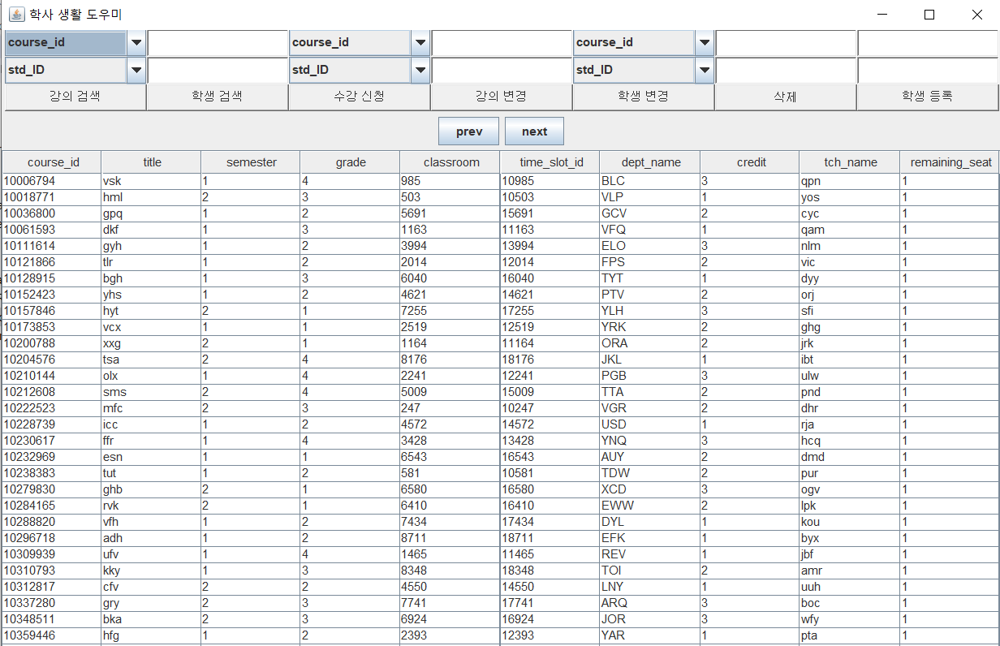 학사 생활 도우미
course_id course_id course_id
std_ID std_ID std_ID
강의 검색 학생 검색 수강 신청 강의 변경 학생 변경 삭제 학생 등록
prev next
course_id title semester grade classroom time_slot_id dept_name credit tch_name remaining_seat
10006794 vsk 1 4 985 10985 BLC 3 qpn 1
10018771 hml 2 3 503 10503 VLP 1 yos 1
10036800 gpq 1 2 5691 15691 GCV 2 cyc 1
10061593 dkf 1 3 1163 11163 VFQ 1 qam 1
10111614 gyh 1 2 3994 13994 ELO 3 nlm 1
10121866 tlr 1 2 2014 12014 FPS 2 vic 1
10128915 bgh 1 3 6040 16040 TYT 1 dyy 1
10152423 yhs 1 2 4621 14621 PTV 2 orj 1
10157846 hyt 2 1 7255 17255 YLH 3 sfi 1
10173853 vcx 1 1 2519 12519 YRK 2 ghg 1
10200788 xxg 2 1 1164 11164 ORA 2 jrk 1
10204576 tsa 2 4 8176 18176 JKL 1 ibt 1
10210144 olx 1 4 2241 12241 PGB 3 ulw 1
10212608 sms 2 4 5009 15009 TTA 2 pnd 1
10222523 mfc 2 3 247 10247 VGR 2 dhr 1
10228739 icc 1 2 4572 14572 USD 1 rja 1
10230617 ffr 1 4 3428 13428 YNQ 3 hcq 1
10232969 esn 1 1 6543 16543 AUY 2 dmd 1
10238383 tut 1 2 581 10581 TDW 2 pur 1
10279830 ghb 2 1 6580 16580 XCD 3 ogv 1
10284165 rvk 2 1 6410 16410 EWW 2 lpk 1
10288820 vfh 1 2 7434 17434 DYL 1 kou 1
10296718 adh 1 2 8711 18711 EFK 1 byx 1
10309939 ufv 1 4 1465 11465 REV 1 jbf 1
10310793 kky 1 3 8348 18348 TOI 2 amr 1
10312817 cfv 2 2 4550 14550 LNY 1 uuh 1
10337280 gry 2 3 7741 17741 ARQ 3 boc 1
10348511 bka 2 3 6924 16924 JOR 3 wfy 1
10359446 hfg 1 2 2393 12393 YAR 1 pta 1